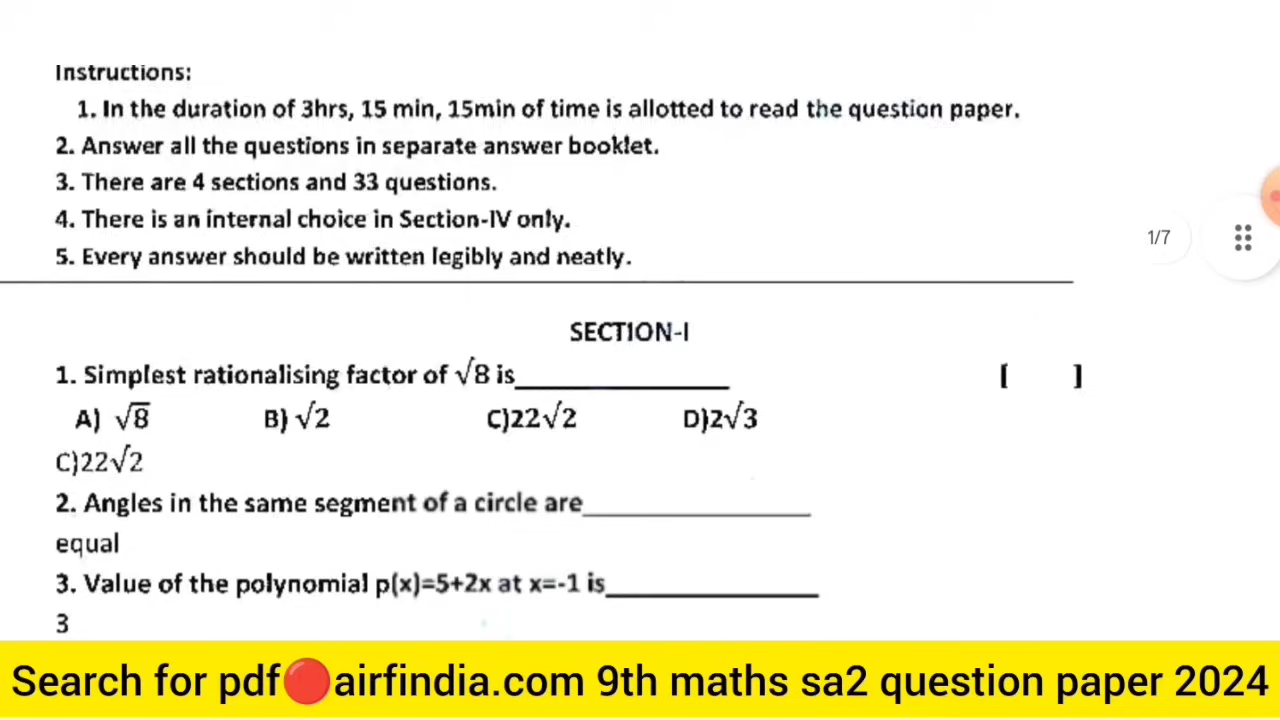 Instructions:
1. In the duration of 3hrs, 15 min, 15min of time is allotted to read the question paper.
2. Answer all the questions in separate answer booklet.
3. There are 4 sections and 33 questions.
4. There is an internal choice in Section-IV only.
5. Every answer should be written legibly and neatly.
1/7
SECTION-I
1. Simplest rationalising factor of √8 is______________ [ ]
A) √8 B) √2 C)22√2 D)2√3
C)22√2
2. Angles in the same segment of a circle are______________
equal
3. Value of the polynomial p(x)=5+2x at x=-1 is______________
3
Search for pdf🔴airfindia.com 9th maths sa2 question paper 2024